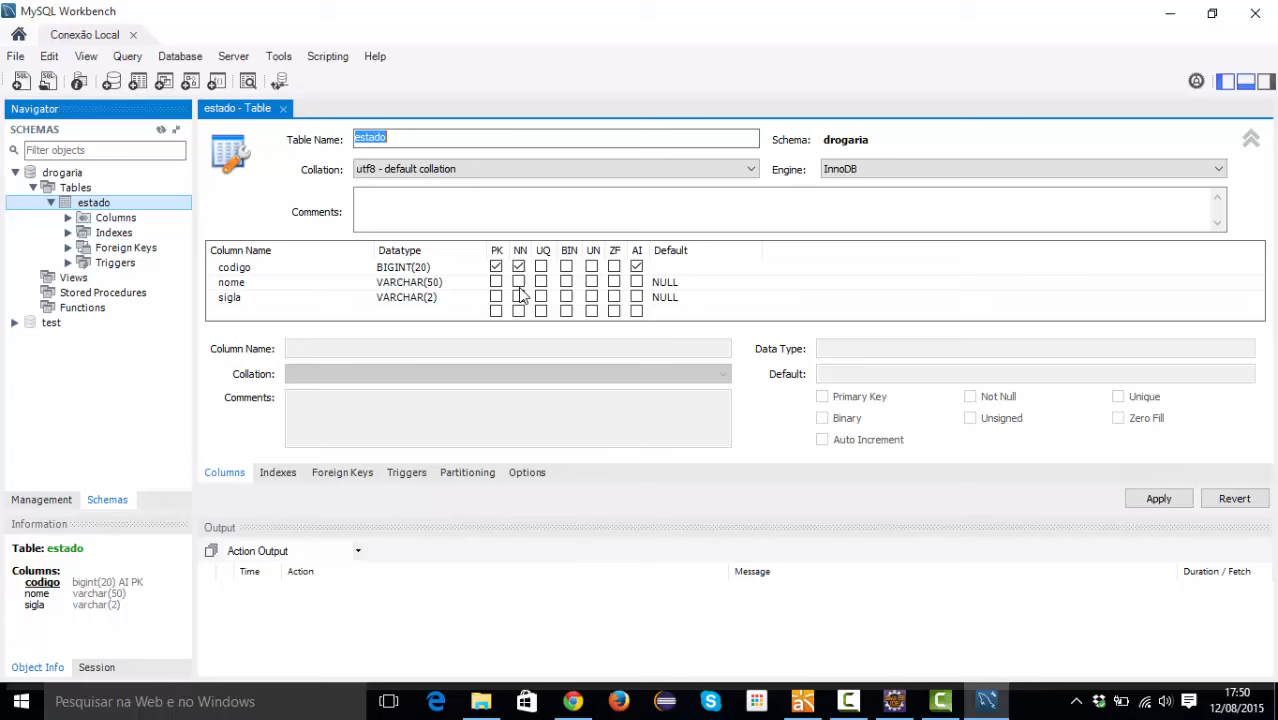 MySQL Workbench
Conexão Local
File Edit View Query Database Server Tools Scripting Help
Navigator
SCHEMAS
Filter objects
drogaria
Tables
estado
Columns
Indexes
Foreign Keys
Triggers
Views
Stored Procedures
Functions
test
Management Schemas
Information
Table: estado
Columns:
codigo bigint(20) AI PK
nome varchar(50)
sigla varchar(2)
Object Info Session
estado - Table
Table Name: estado Schema: drogaria
Collation: utf8 - default collation Engine: InnoDB
Comments:
Column Name Datatype PK NN UQ BIN UN ZF AI Default
codigo BIGINT(20)
nome VARCHAR(50) NULL
sigla VARCHAR(2) NULL
Column Name: Data Type:
Collation: Default:
Comments: Primary Key Not Null Unique
Binary Unsigned Zero Fill
Auto Increment
Columns Indexes Foreign Keys Triggers Partitioning Options
Apply Revert
Output
Action Output
Time Action Message Duration / Fetch
Pesquisar na Web e no Windows
17:50
12/08/2015